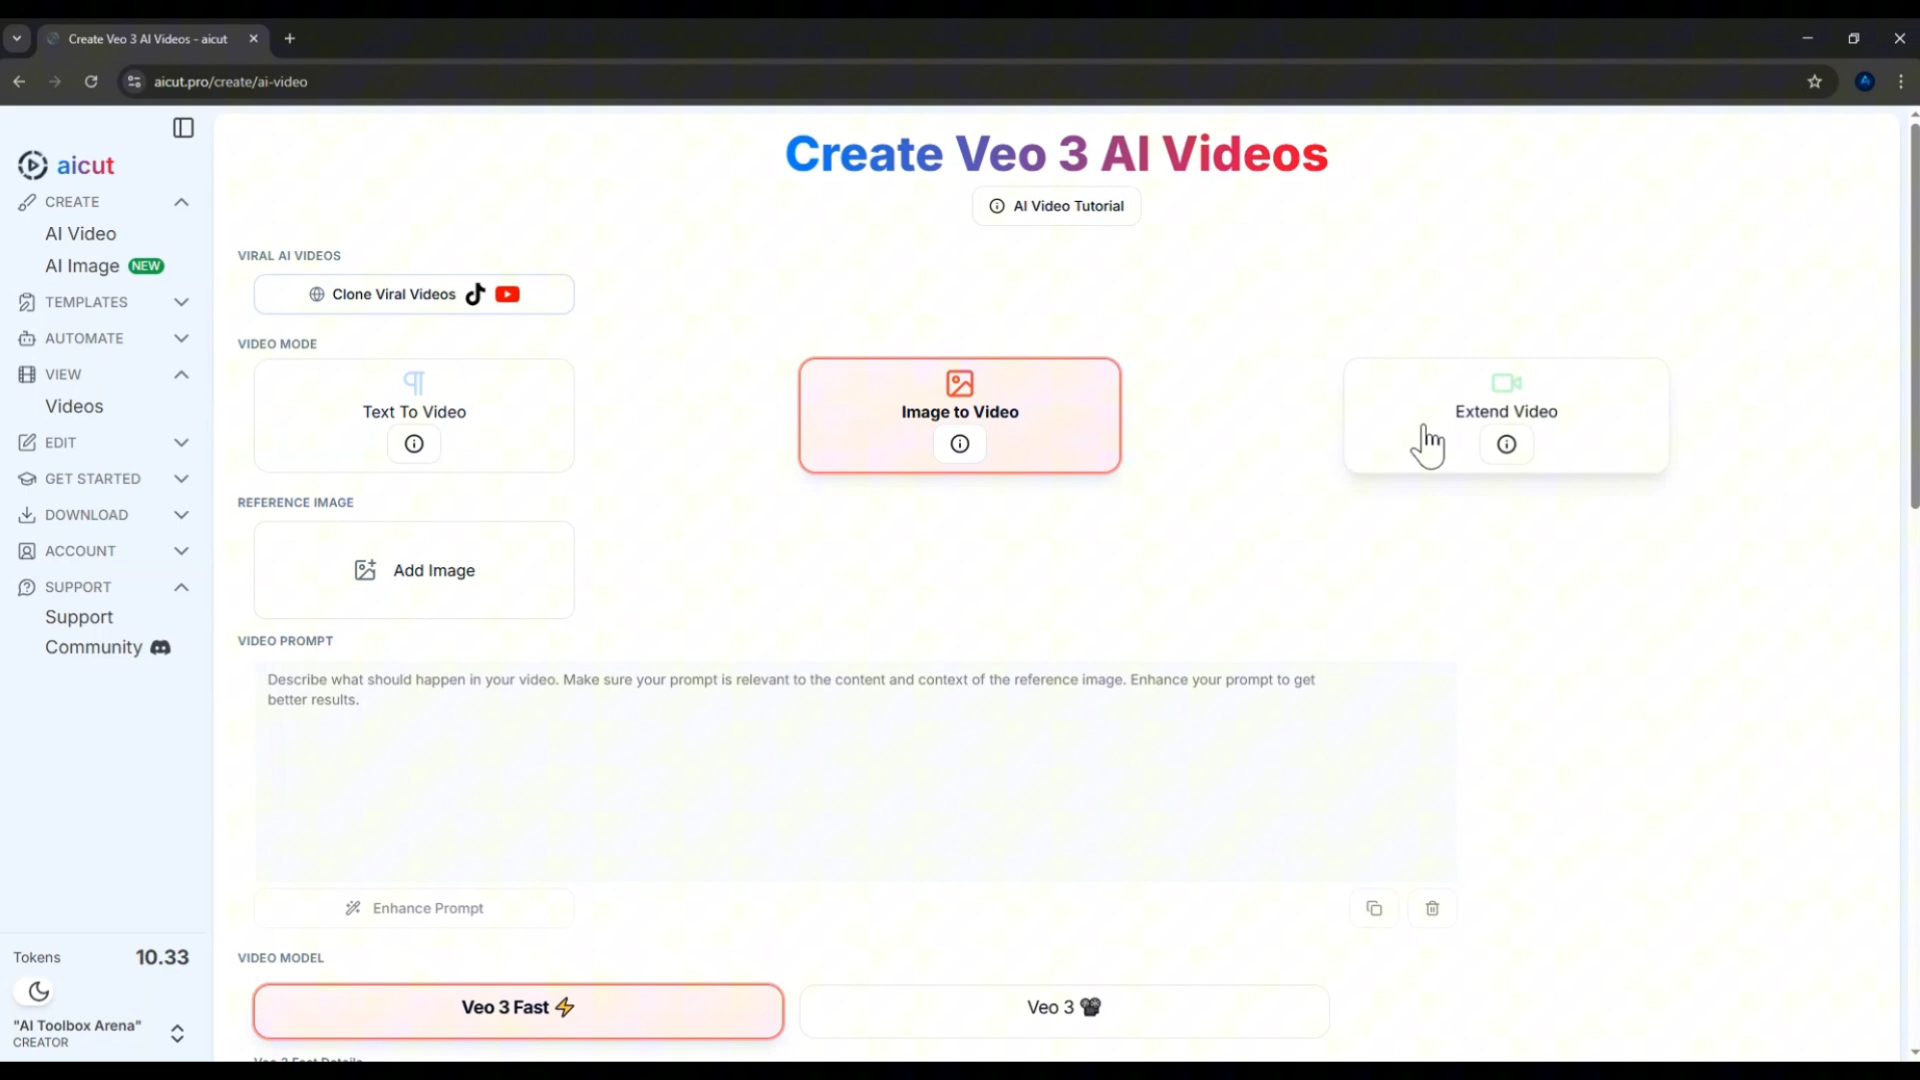 Create Veo 3 AI Videos - aicut
aicut.pro/create/ai-video
aicut
CREATE
AI Video
AI Image NEW
TEMPLATES
AUTOMATE
VIEW
Videos
EDIT
GET STARTED
DOWNLOAD
ACCOUNT
SUPPORT
Support
Community
Tokens 10.33
"AI Toolbox Arena"
CREATOR
Create Veo 3 AI Videos
AI Video Tutorial
VIRAL AI VIDEOS
Clone Viral Videos
VIDEO MODE
Text To Video
Image to Video
Extend Video
REFERENCE IMAGE
Add Image
VIDEO PROMPT
Describe what should happen in your video. Make sure your prompt is relevant to the content and context of the reference image. Enhance your prompt to get
better results.
Enhance Prompt
VIDEO MODEL
Veo 3 Fast
Veo 3
Veo 3 Fast Details